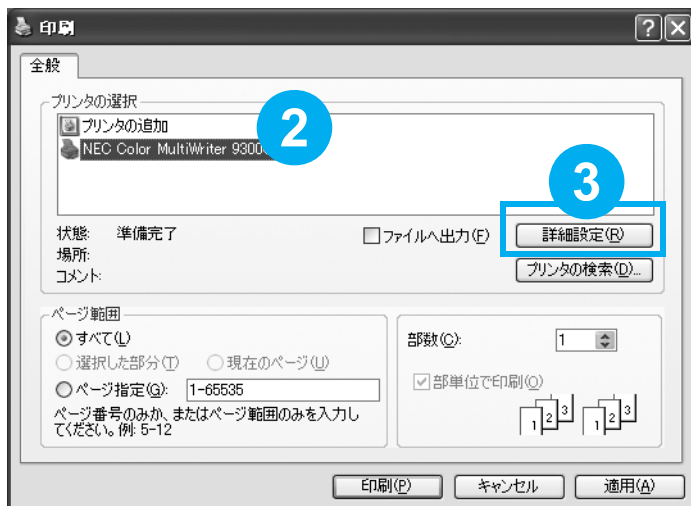 印刷
全般
プリンタの選択
プリンタの追加
NEC Color MultiWriter 9300
2
3
状態: 準備完了
ファイルへ出力(F)
詳細設定(R)
場所:
コメント:
プリンタの検索(D)...
ページ範囲
すべて(L)
選択した部分(T) 現在のページ(U)
ページ指定(G): 1-65535
ページ番号のみか、またはページ範囲のみを入力し
てください。例: 5-12
部数(C): 1
部単位で印刷(O)
1 2 3 1 2 3
印刷(P) キャンセル 適用(A)